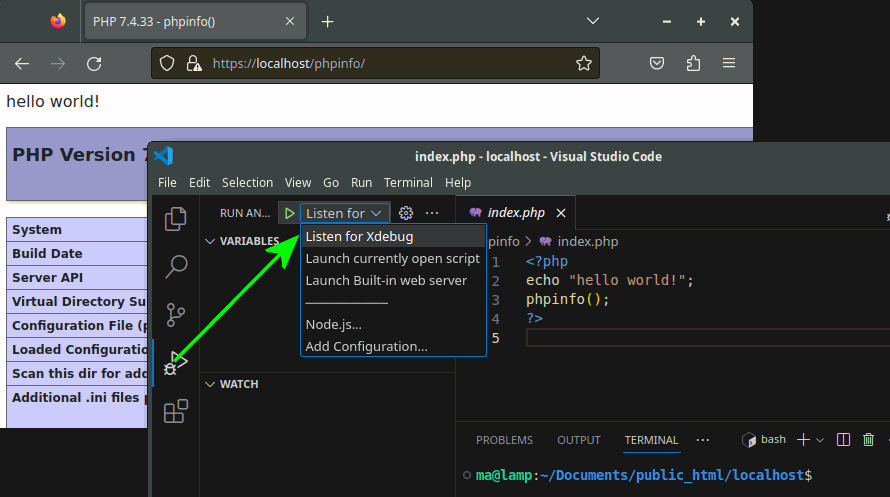 PHP 7.4.33 - phpinfo()
https://localhost/phpinfo/
hello world!
PHP Version 7
System
Build Date
Server API
Virtual Directory Su
Configuration File (p
Loaded Configuratio
Scan this dir for add
Additional .ini files p
index.php - localhost - Visual Studio Code
File Edit Selection View Go Run Terminal Help
RUN AN... Listen for
VARIABLES
Listen for Xdebug
Launch currently open script
Launch Built-in web server
Node.js...
Add Configuration...
WATCH
index.php
pinfo > index.php
1 <?php
2 echo "hello world!";
3 phpinfo();
4 ?>
5
PROBLEMS OUTPUT TERMINAL ... bash
ma@lamp:~/Documents/public_html/localhost$